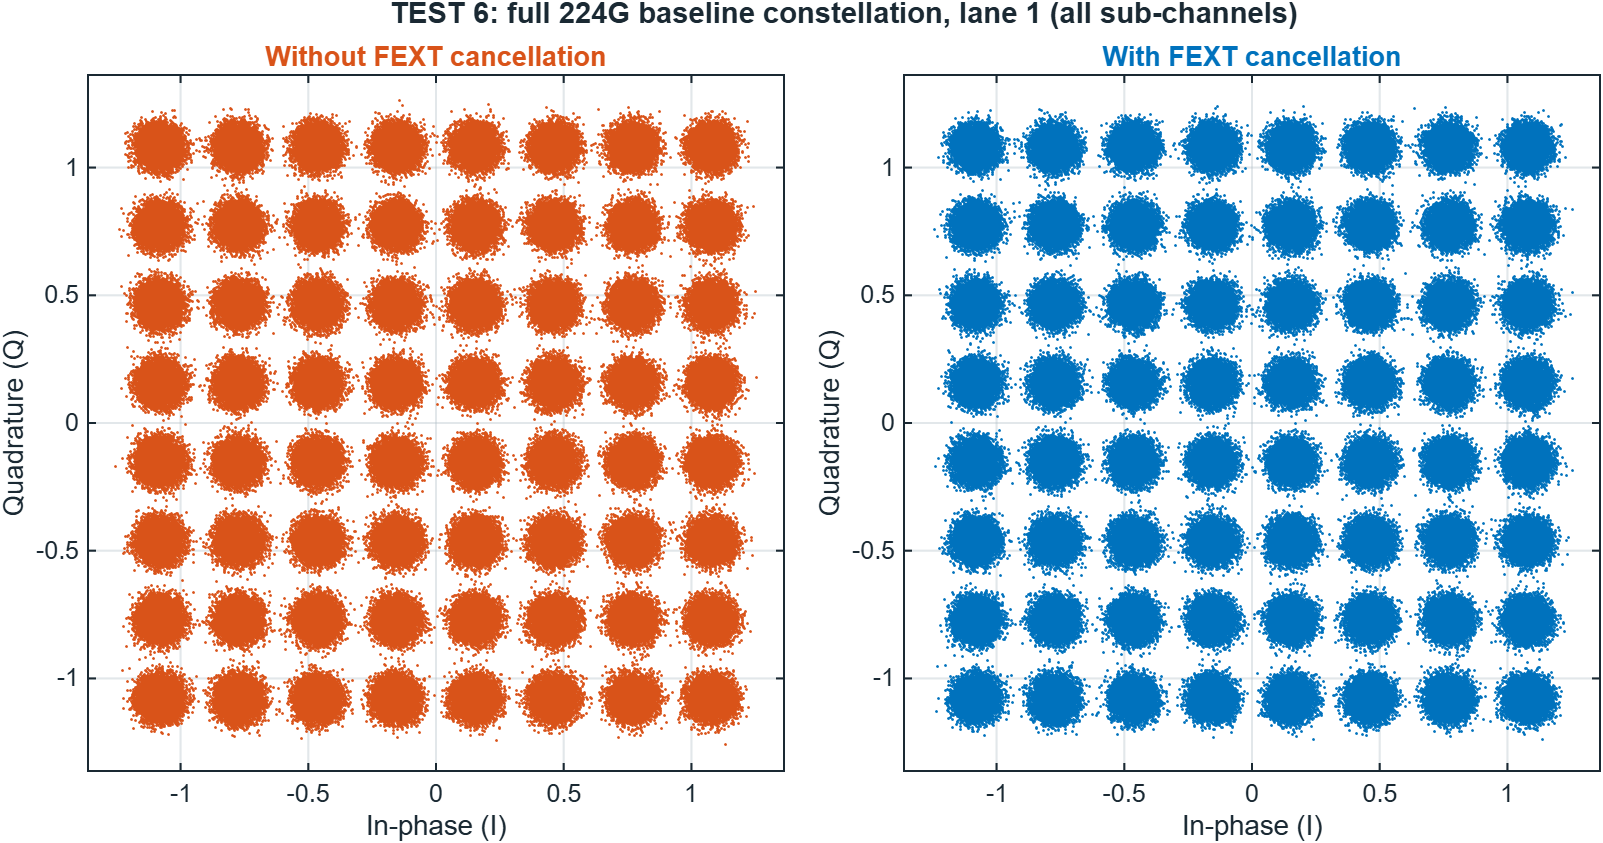 TEST 6: full 224G baseline constellation, lane 1 (all sub-channels)
Without FEXT cancellation
With FEXT cancellation
Quadrature (Q)
1
0.5
0
-0.5
-1
-1
-0.5
0
0.5
1
In-phase (I)
Quadrature (Q)
1
0.5
0
-0.5
-1
-1
-0.5
0
0.5
1
In-phase (I)